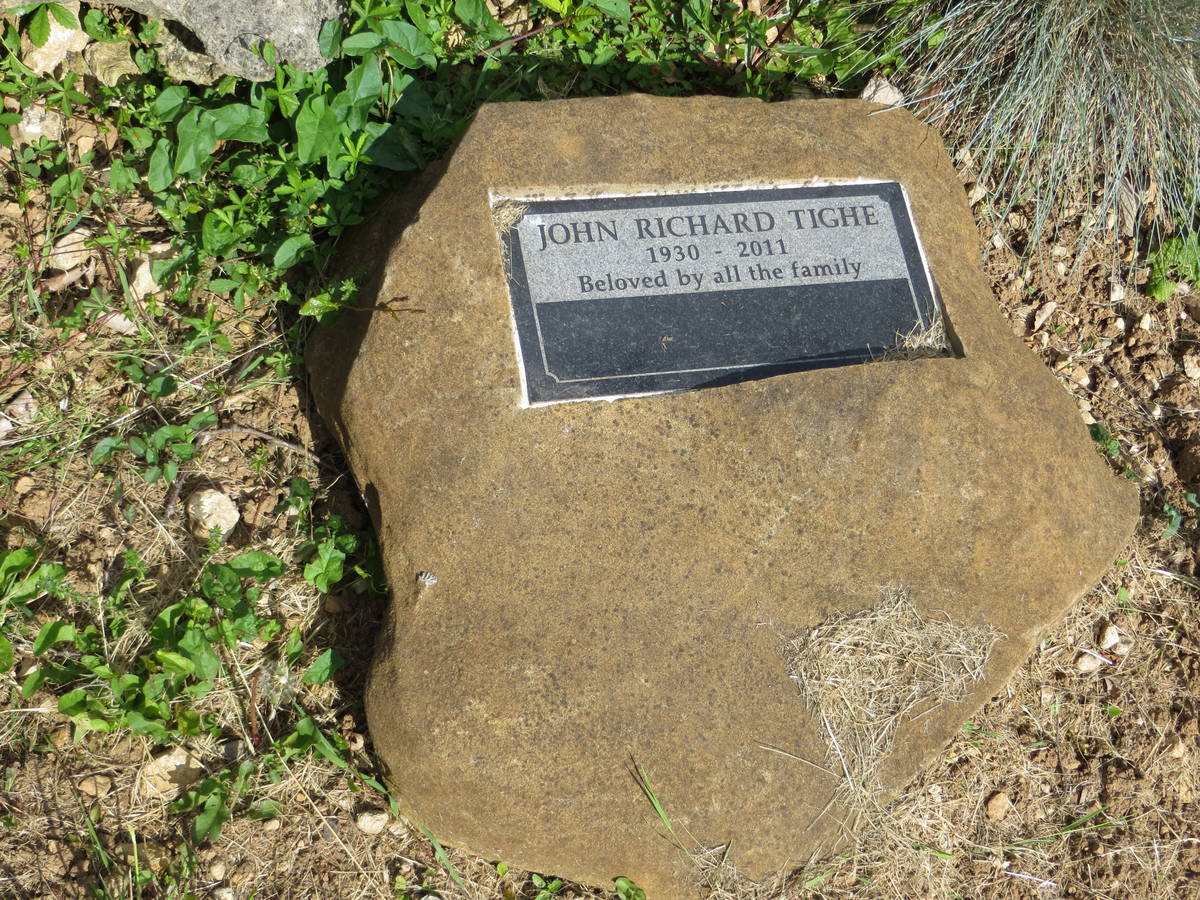 JOHN RICHARD TIGHE
1930 - 2011
Beloved by all the family